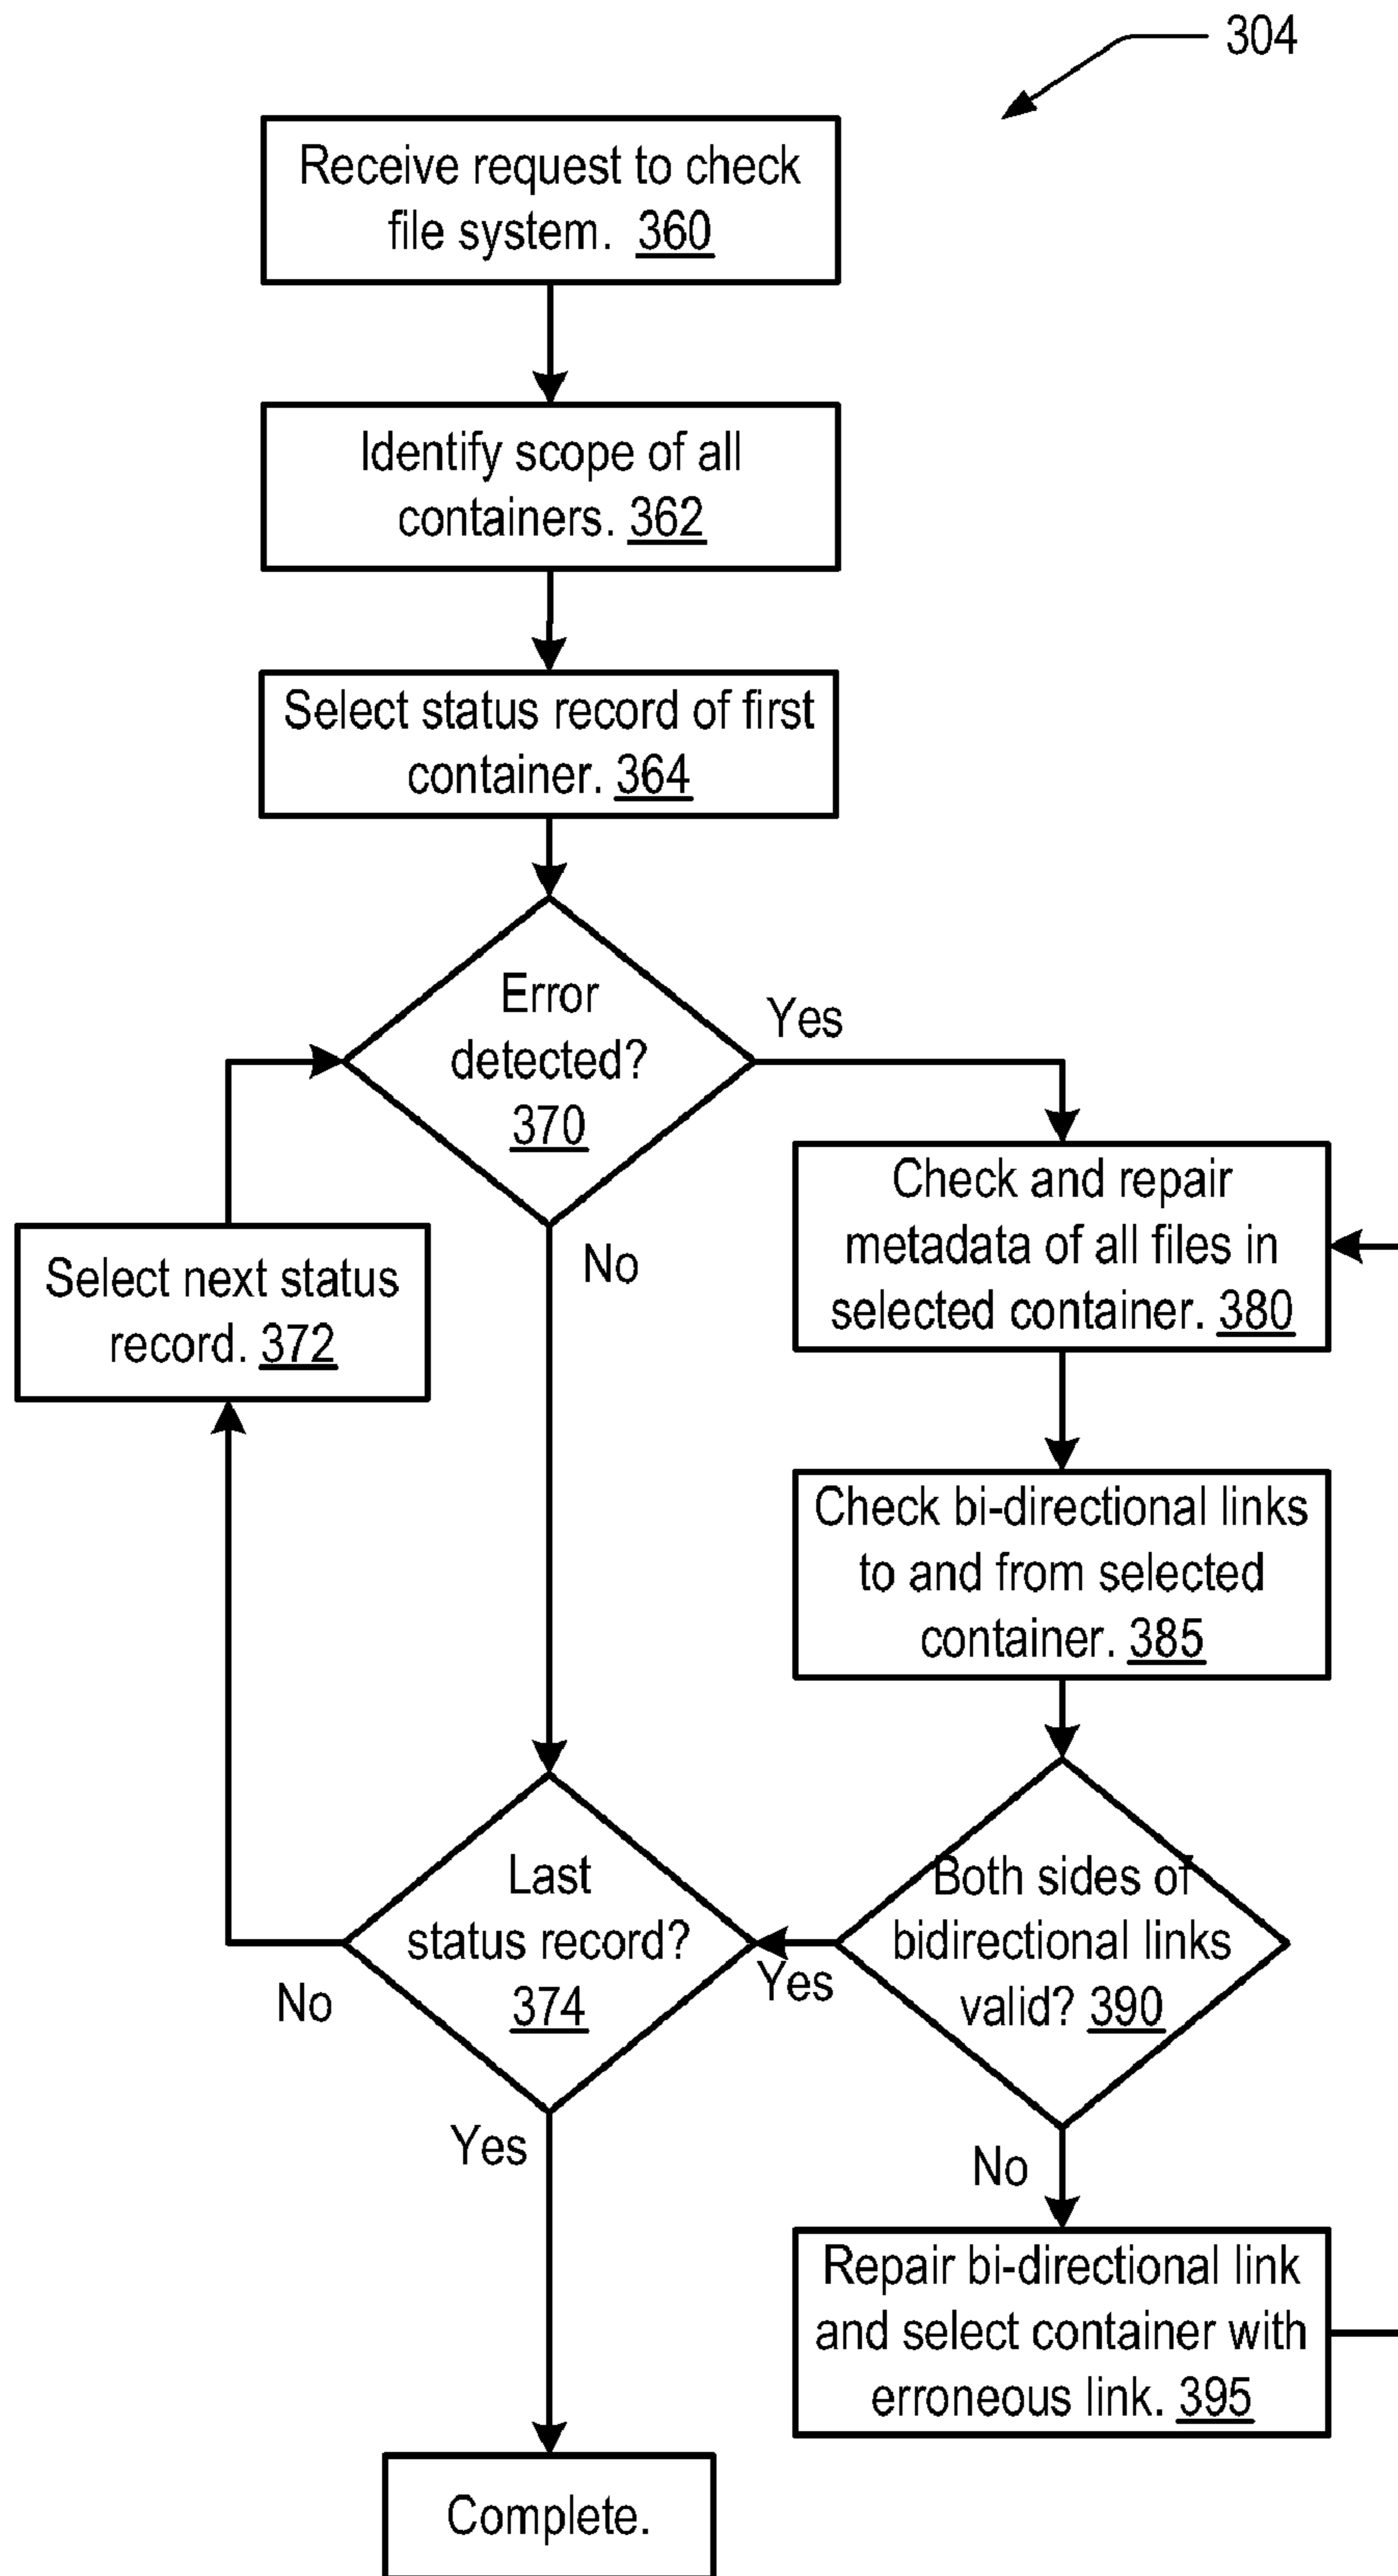 304
Receive request to check
file system. 360
Identify scope of all
containers. 362
Select status record of first
container. 364
Error
detected?
370
Yes
No
Select next status
record. 372
Check and repair
metadata of all files in
selected container. 380
Check bi-directional links
to and from selected
container. 385
Last
status record?
374
No
Yes
Yes
Both sides of
bidirectional links
valid? 390
No
Repair bi-directional link
and select container with
erroneous link. 395
Complete.